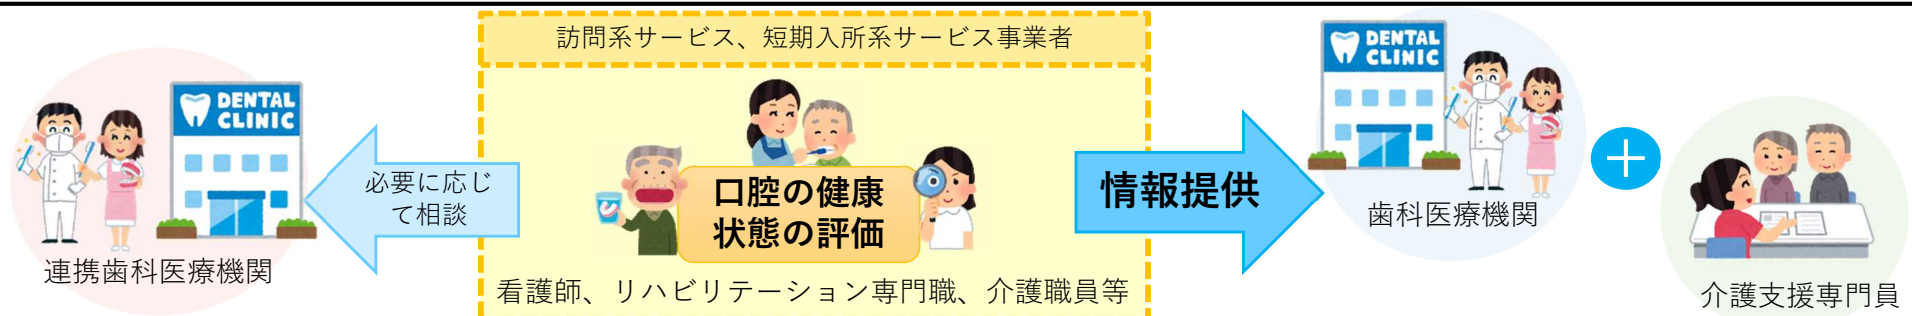 訪問系サービス、短期入所系サービス事業者
DENTAL
CLINIC
必要に応じ
て相談
連携歯科医療機関
口腔の健康
状態の評価
看護師、リハビリテーション専門職、介護職員等
情報提供
DENTAL
CLINIC
歯科医療機関
+
介護支援専門員